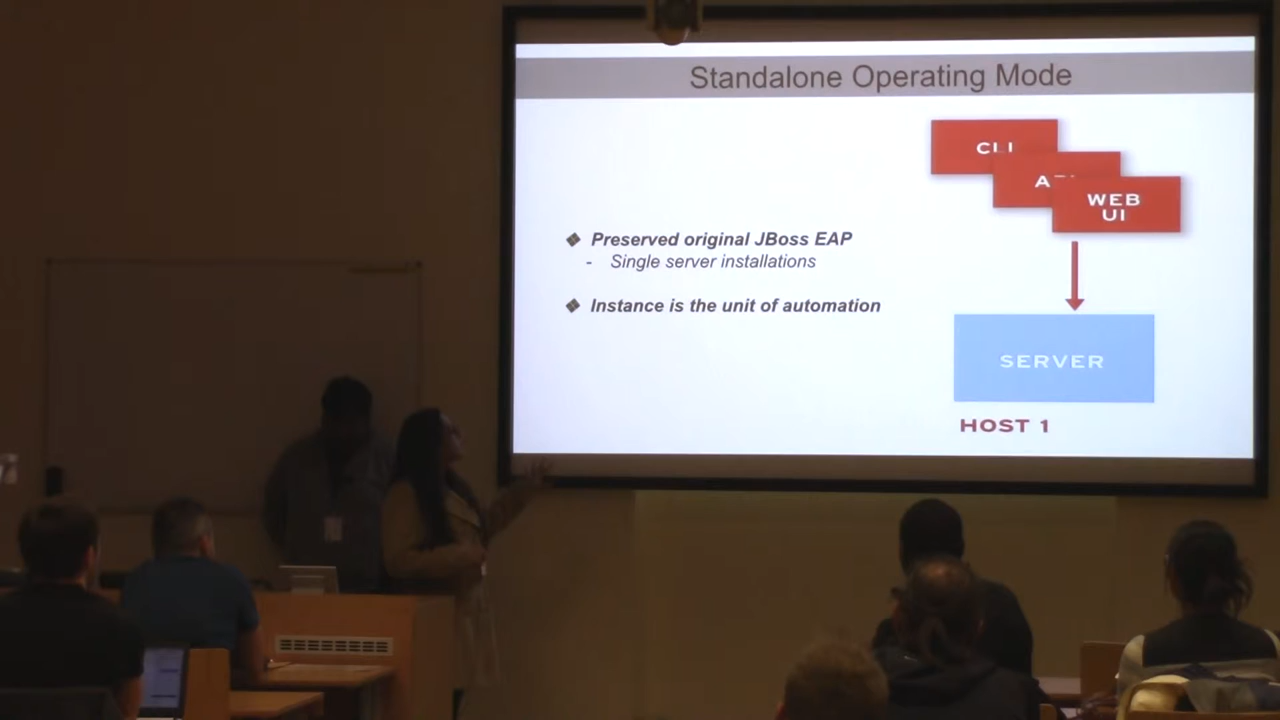 Standalone Operating Mode
CLI
WEB
UI
❖ Preserved original JBoss EAP
- Single server installations
❖ Instance is the unit of automation
SERVER
HOST 1